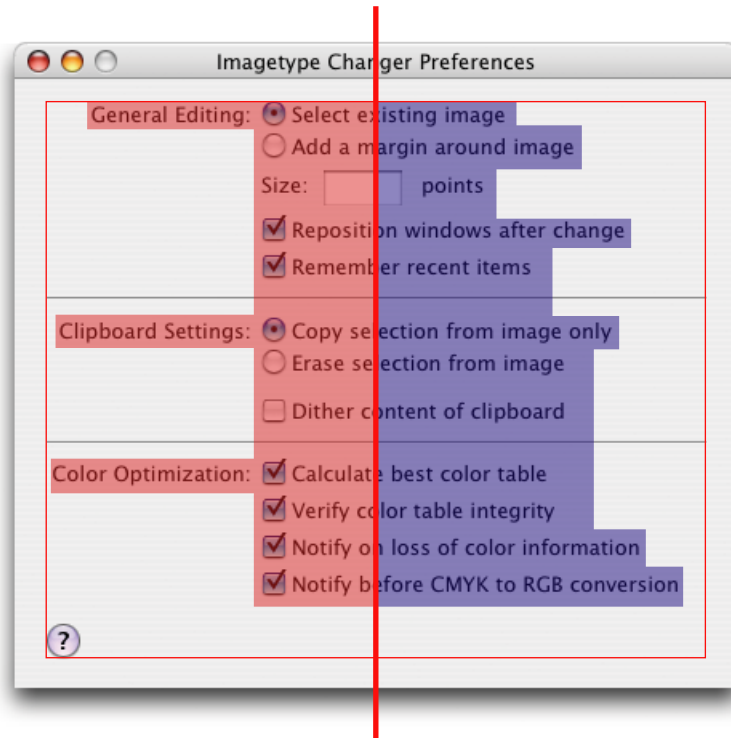 Imagetype Changer Preferences
General Editing: Select existing image
Add a margin around image
Size: points
Reposition windows after change
Remember recent items
Clipboard Settings: Copy selection from image only
Erase selection from image
Dither content of clipboard
Color Optimization: Calculate best color table
Verify color table integrity
Notify on loss of color information
Notify before CMYK to RGB conversion
?